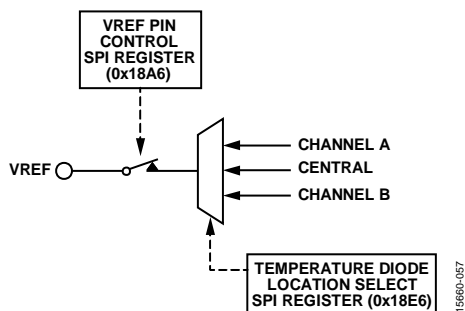 VREF PIN
CONTROL
SPI REGISTER
(0x18A6)
VREF
CHANNEL A
CENTRAL
CHANNEL B
TEMPERATURE DIODE
LOCATION SELECT
SPI REGISTER (0x18E6)
15660-057